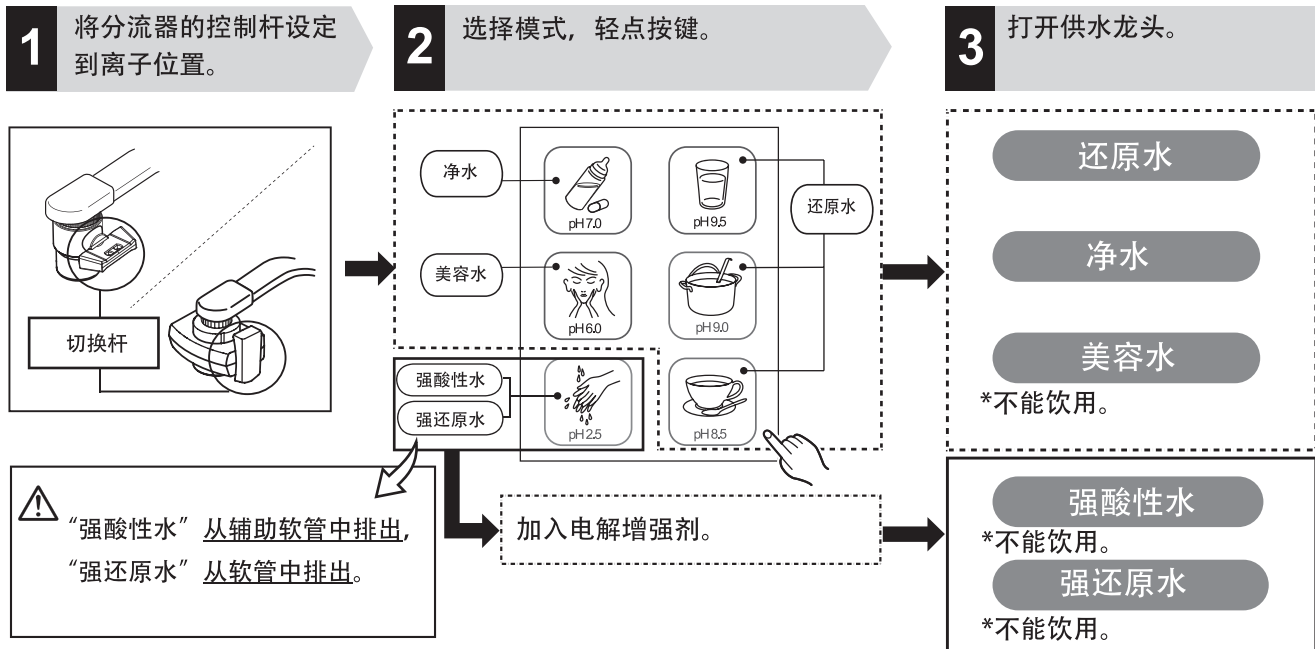 1
将分流器的控制杆设定
到离子位置。
2
选择模式，轻点按键。
3
打开供水龙头。
切换杆
净水
美容水
强酸性水
强还原水
pH7.0
pH9.5
pH6.0
pH9.0
pH2.5
pH8.5
还原水
还原水
净水
美容水
*不能饮用。
“强酸性水” 从辅助软管中排出，
“强还原水” 从软管中排出。
加入电解增强剂。
强酸性水
*不能饮用。
强还原水
*不能饮用。